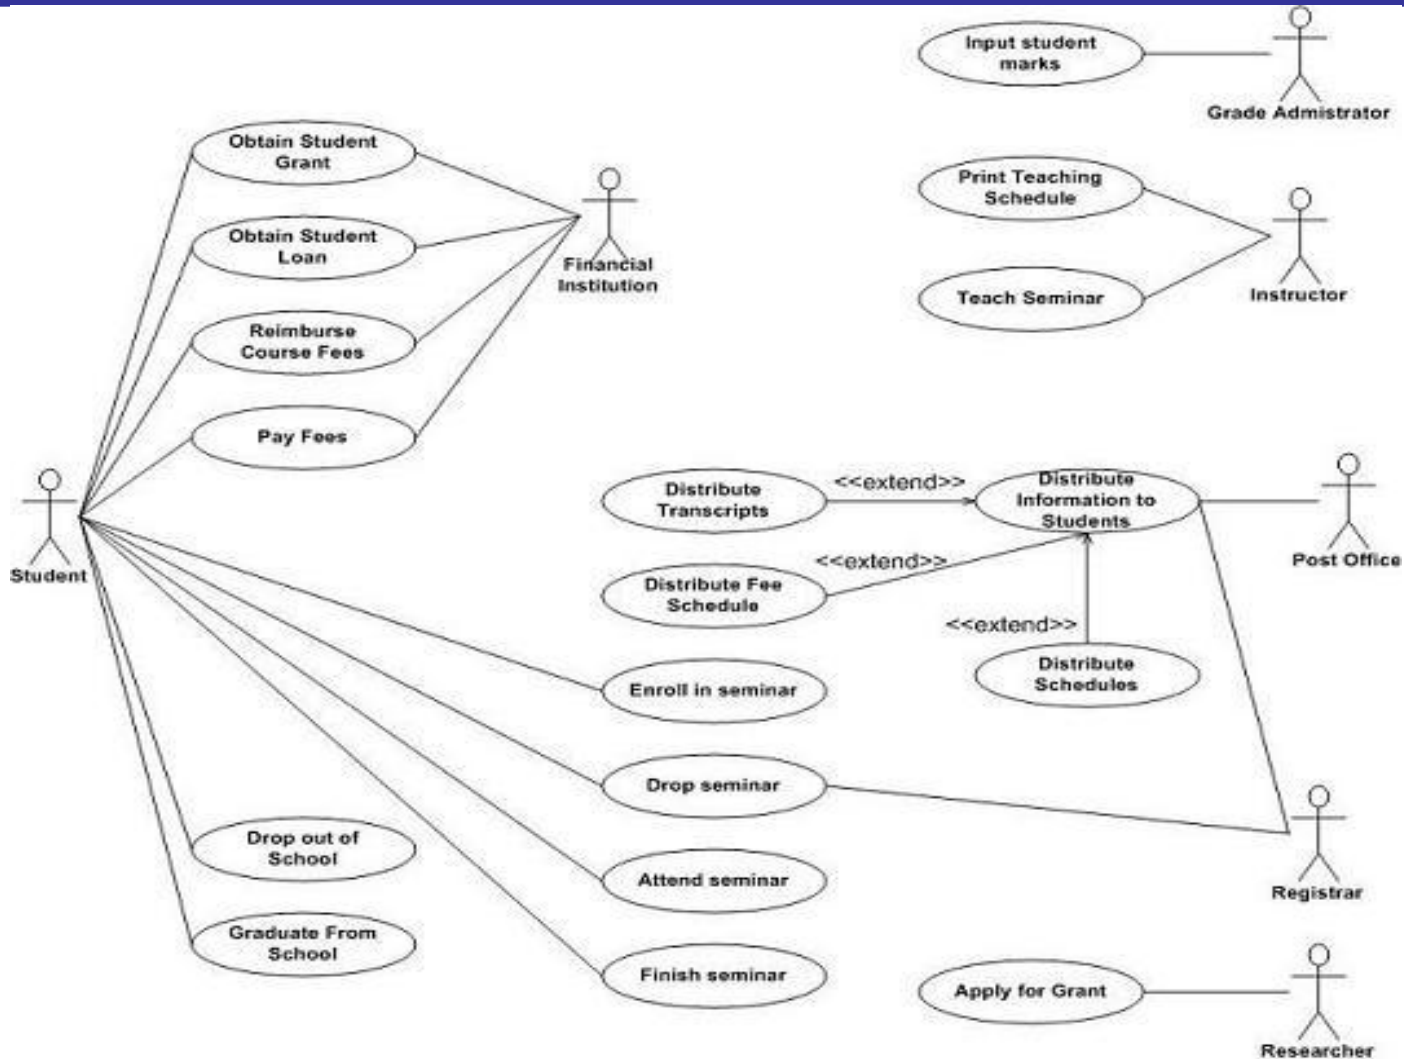 Input student
marks
Grade Admistrator
Obtain Student
Grant
Print Teaching
Schedule
Obtain Student
Loan
Financial
Institution
Teach Seminar
Instructor
Reimburse
Course Fees
Pay Fees
Student
Distribute
Transcripts
<<extend>>
Distribute
Information to
Students
Post Office
<<extend>>
Distribute Fee
Schedule
<<extend>>
Distribute
Schedules
Enroll in seminar
Drop seminar
Drop out of
School
Attend seminar
Registrar
Graduate From
School
Finish seminar
Apply for Grant
Researcher